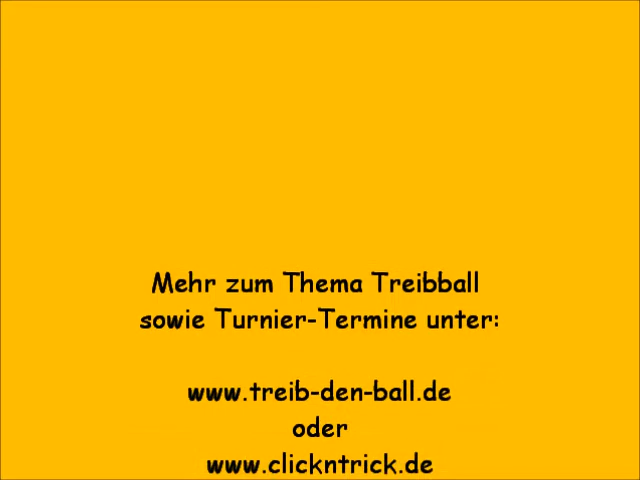 Mehr zum Thema Treibball
sowie Turnier-Termine unter:
www.treib-den-ball.de
oder
www.clickntrick.de